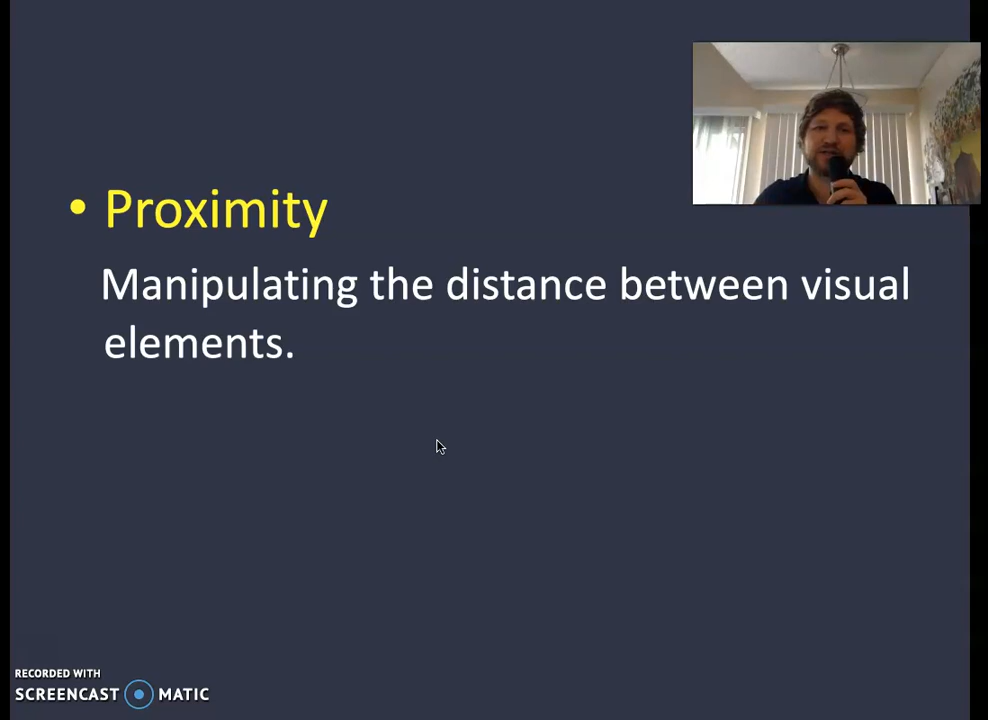 • Proximity
Manipulating the distance between visual
elements.
RECORDED WITH
SCREENCAST MATIC